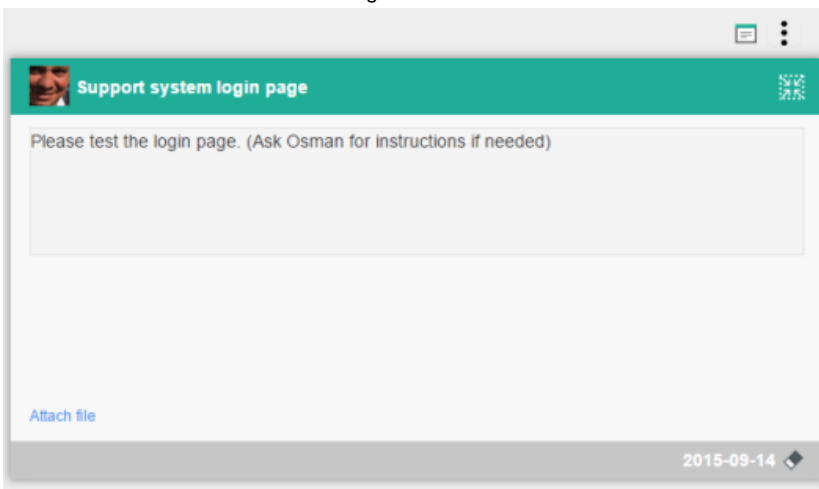 Support system login page
Please test the login page. (Ask Osman for instructions if needed)
Attach file
2015-09-14